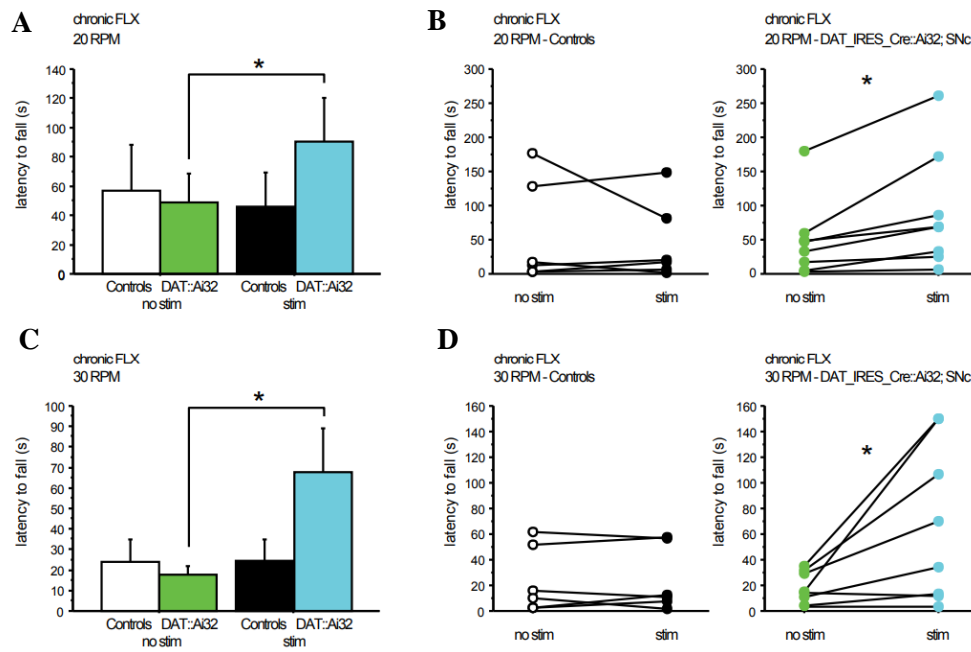 A
chronic FLX
20 RPM
latency to fall (s)
140
120
100
80
60
40
20
0
*
Controls DAT::Ai32 Controls DAT::Ai32
no stim stim
B
chronic FLX
20 RPM - Controls
latency to fall (s)
300
250
200
150
100
50
0
no stim stim
chronic FLX
20 RPM - DAT_IRES_Cre::Ai32; SNc
latency to fall (s)
300
250
200
150
100
50
0
*
no stim stim
C
chronic FLX
30 RPM
latency to fall (s)
100
90
80
70
60
50
40
30
20
10
0
*
Controls DAT::Ai32 Controls DAT::Ai32
no stim stim
D
chronic FLX
30 RPM - Controls
latency to fall (s)
160
140
120
100
80
60
40
20
0
no stim stim
chronic FLX
30 RPM - DAT_IRES_Cre::Ai32; SNc
latency to fall (s)
160
140
120
100
80
60
40
20
0
*
no stim stim